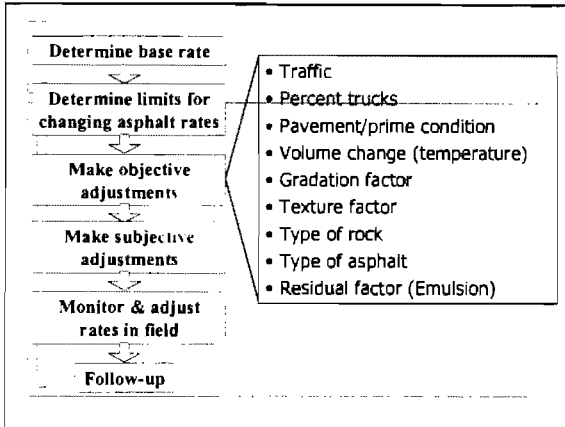 Determine base rate
Determine limits for
changing asphalt rates
Make objective
adjustments
Make subjective
adjustments
Monitor & adjust
rates in field
Follow-up
• Traffic
• Percent trucks
• Pavement/prime condition
• Volume change (temperature)
• Gradation factor
• Texture factor
• Type of rock
• Type of asphalt
• Residual factor (Emulsion)